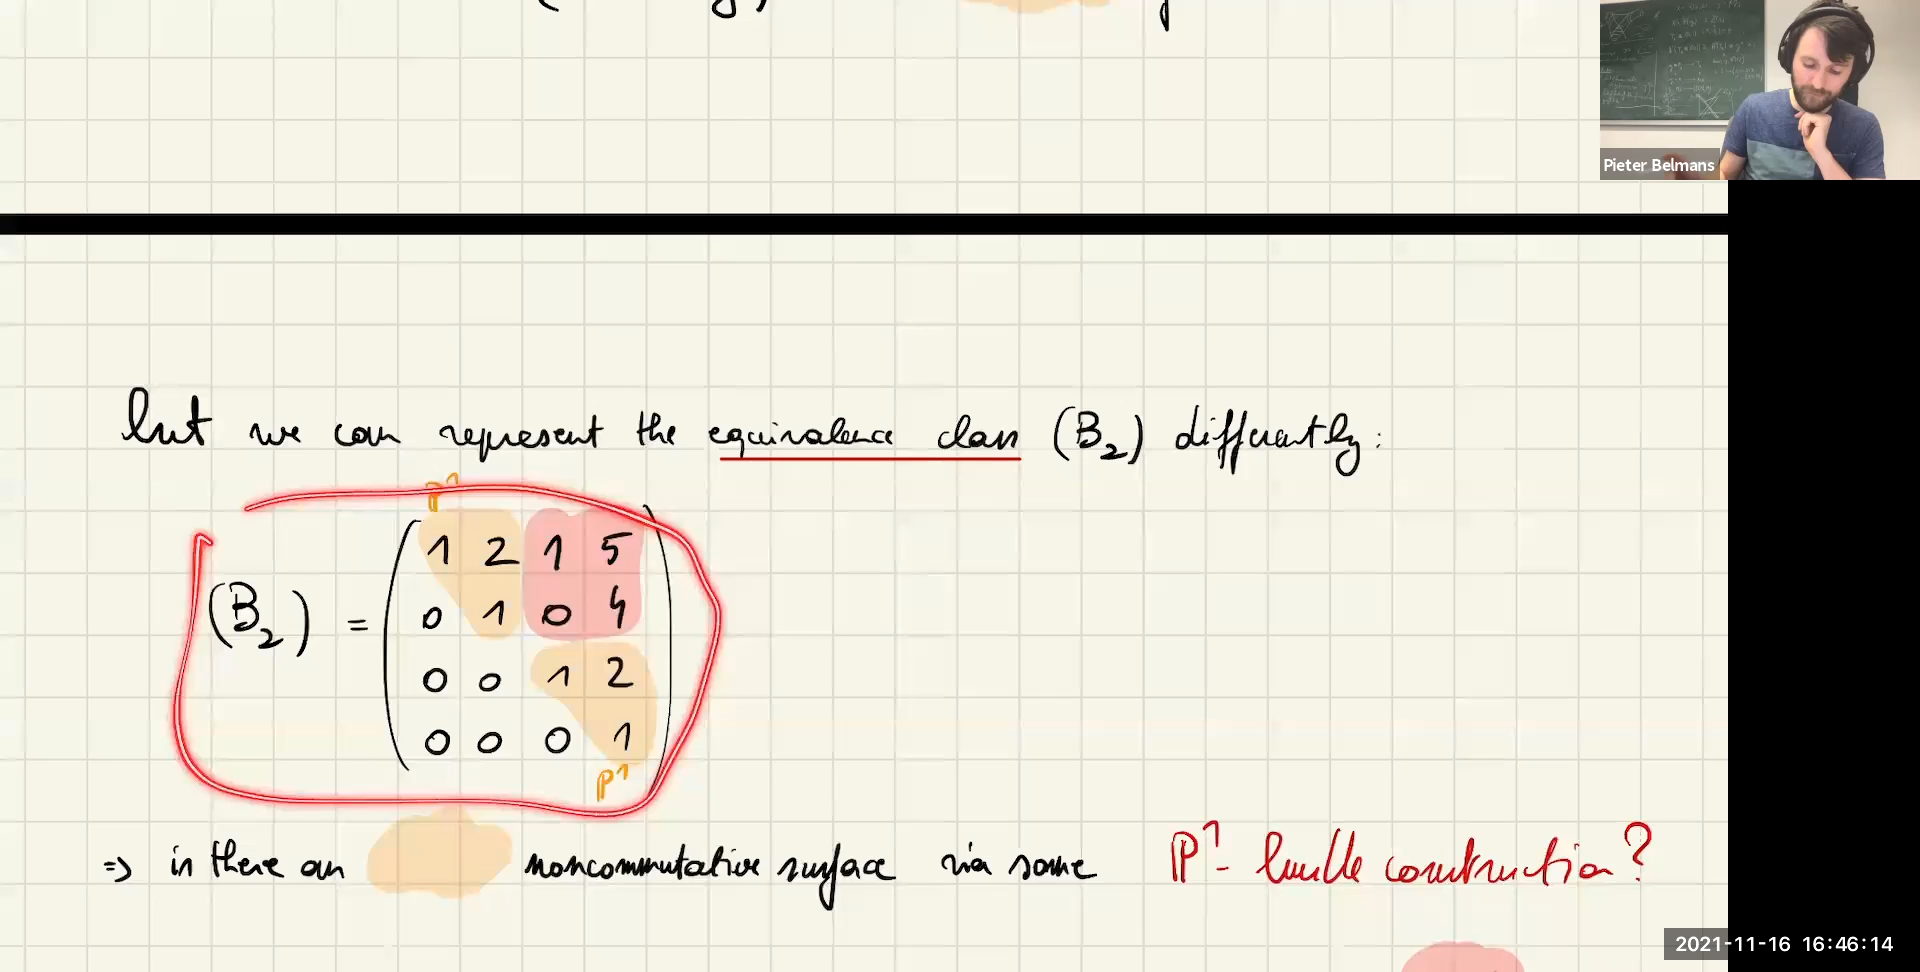 Pieter Belmans
but we can represent the equivalence class (B₂) differently:
P¹
(B₂) = ( 1 2 1 5
0 1 0 4
0 0 1 2
0 0 0 1 )
P¹
⇒ is there an noncommutative surface via some P¹-bundle construction?
2021-11-16 16:46:14